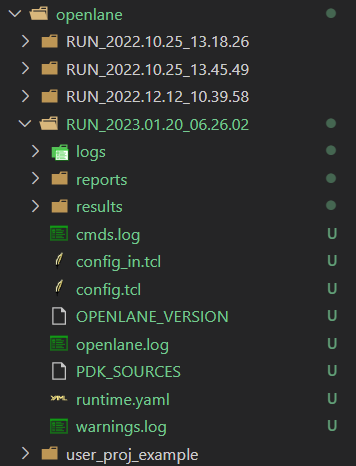 openlane
RUN_2022.10.25_13.18.26
RUN_2022.10.25_13.45.49
RUN_2022.12.12_10.39.58
RUN_2023.01.20_06.26.02
logs
reports
results
cmds.log U
config_in.tcl U
config.tcl U
OPENLANE_VERSION U
openlane.log U
PDK_SOURCES U
YAML runtime.yaml U
warnings.log U
user_proj_example